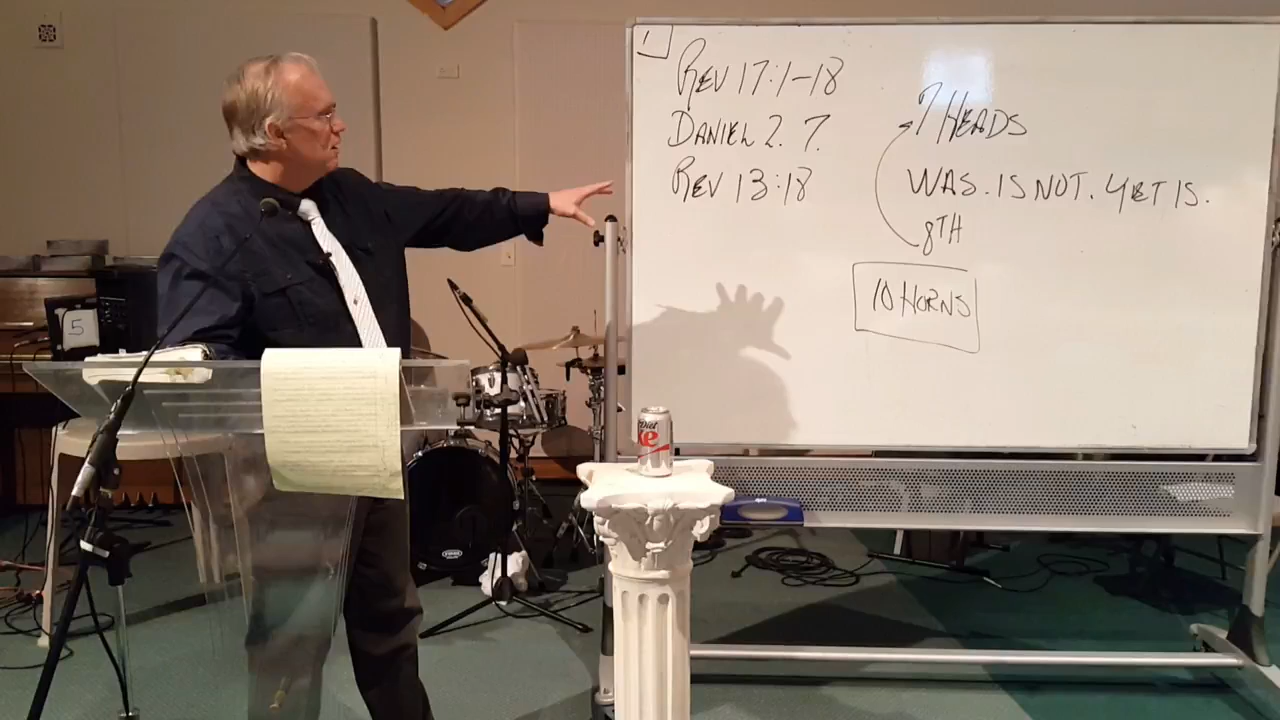 1
REV 17:1-18
DANIEL 2. 7.
REV 13:18
7 HEADS
WAS. IS NOT. YET IS.
8TH
10 HORNS
5
Diet
ke